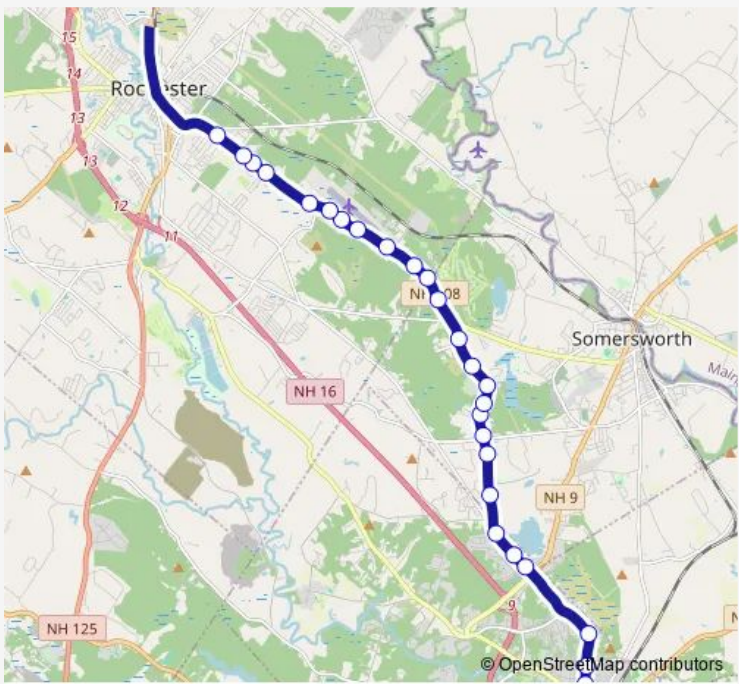 15
14
Rochester
13
13
12
11
NH 108
Somersworth
Main
NH 16
NH 9
9
NH 125
N
© OpenStreetMap contributors